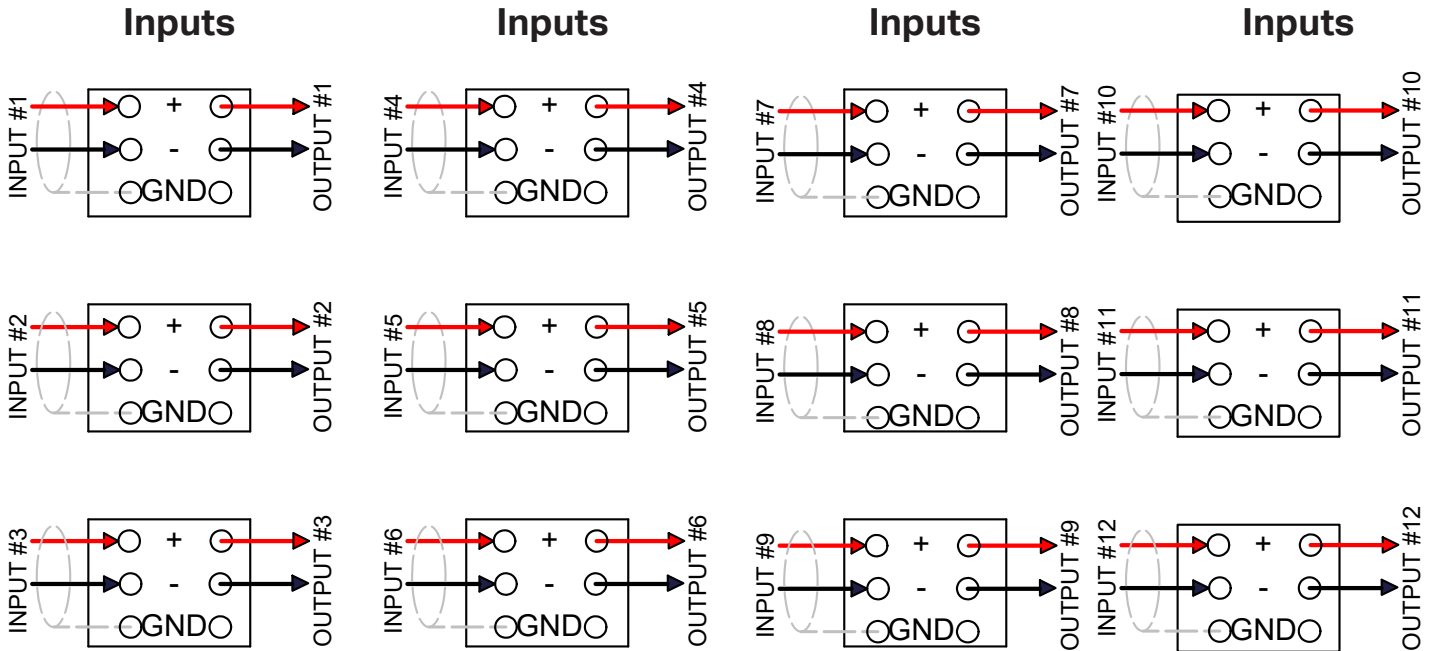 Inputs
INPUT #1
+
-
GND
OUTPUT #1
INPUT #2
+
-
GND
OUTPUT #2
INPUT #3
+
-
GND
OUTPUT #3
Inputs
INPUT #4
+
-
GND
OUTPUT #4
INPUT #5
+
-
GND
OUTPUT #5
INPUT #6
+
-
GND
OUTPUT #6
Inputs
INPUT #7
+
-
GND
OUTPUT #7
INPUT #8
+
-
GND
OUTPUT #8
INPUT #9
+
-
GND
OUTPUT #9
Inputs
INPUT #10
+
-
GND
OUTPUT #10
INPUT #11
+
-
GND
OUTPUT #11
INPUT #12
+
-
GND
OUTPUT #12